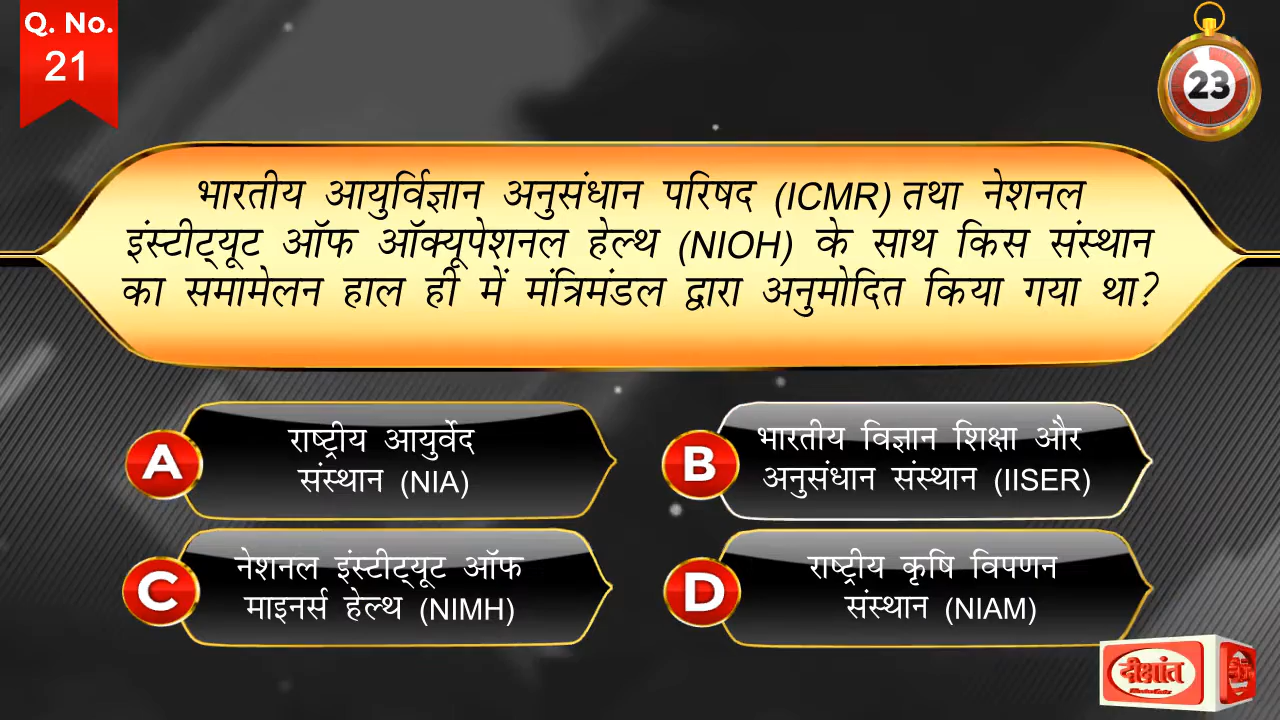 Q. No.
21
23
भारतीय आयुर्विज्ञान अनुसंधान परिषद (ICMR) तथा नेशनल
इंस्टीट्यूट ऑफ ऑक्यूपेशनल हेल्थ (NIOH) के साथ किस संस्थान
का समामेलन हाल ही में मंत्रिमंडल द्वारा अनुमोदित किया गया था?
A
राष्ट्रीय आयुर्वेद
संस्थान (NIA)
B
भारतीय विज्ञान शिक्षा और
अनुसंधान संस्थान (IISER)
C
नेशनल इंस्टीट्यूट ऑफ
माइनर्स हेल्थ (NIMH)
D
राष्ट्रीय कृषि विपणन
संस्थान (NIAM)
दीक्षांत